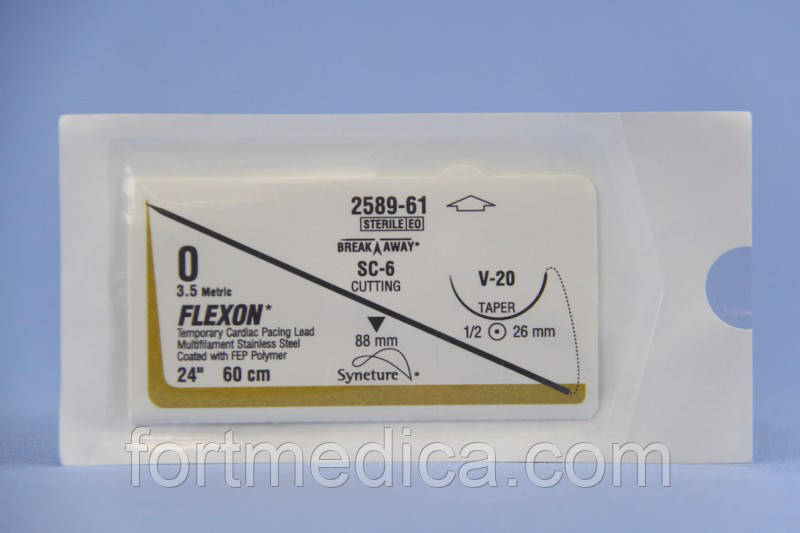 2589-61
STERILE EO
BREAK AWAY*
SC-6
CUTTING
88 mm
Syneture*
0
3.5 Metric
FLEXON*
Temporary Cardiac Pacing Lead
Multifilament Stainless Steel
Coated with FEP Polymer
24" 60 cm
V-20
TAPER
1/2 26 mm
fortmedica.com